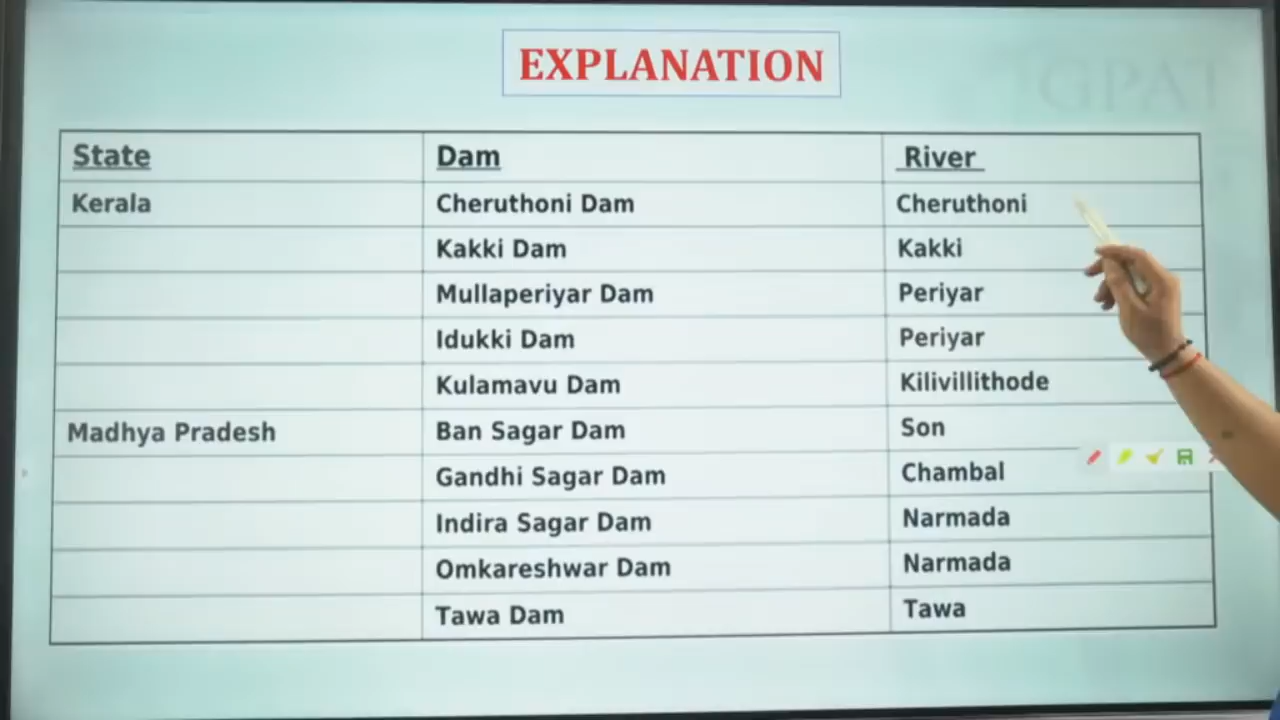 EXPLANATION
GPAT
State Dam River
Kerala Cheruthoni Dam Cheruthoni
Kakki Dam Kakki
Mullaperiyar Dam Periyar
Idukki Dam Periyar
Kulamavu Dam Kilivillithode
Madhya Pradesh Ban Sagar Dam Son
Gandhi Sagar Dam Chambal
Indira Sagar Dam Narmada
Omkareshwar Dam Narmada
Tawa Dam Tawa